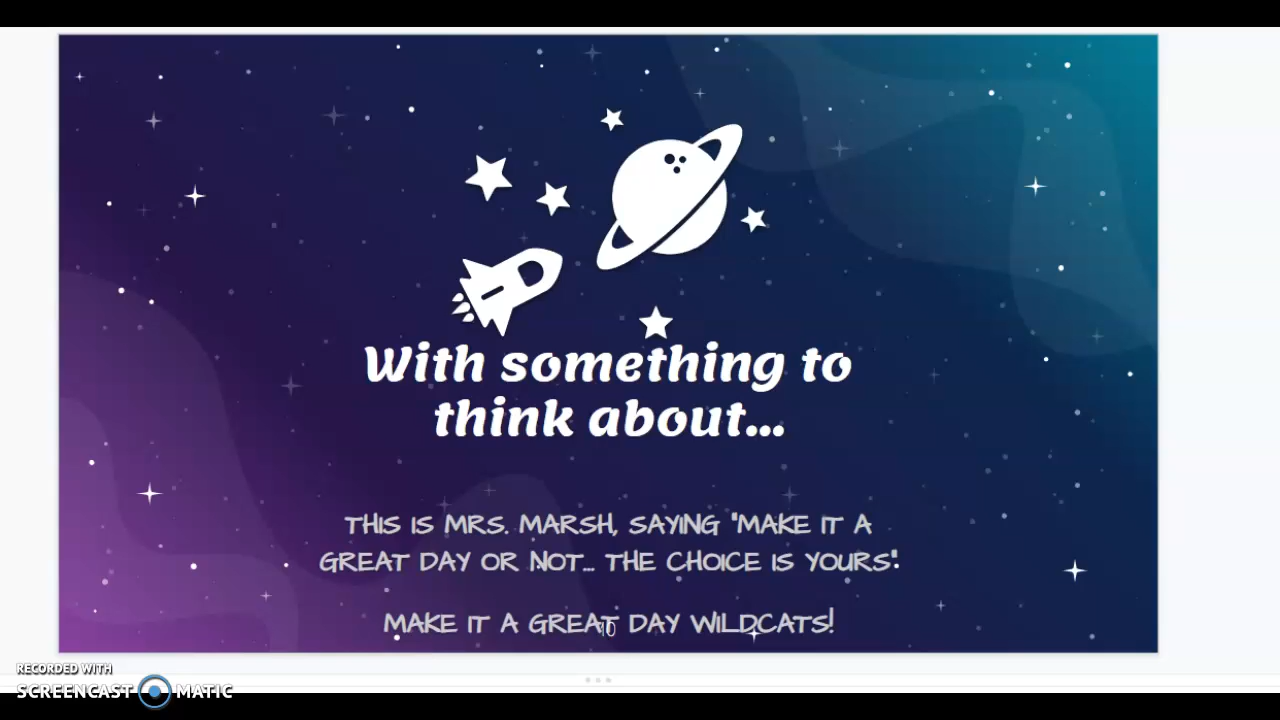 With something to
think about...
THIS IS MRS. MARSH, SAYING "MAKE IT A
GREAT DAY OR NOT... THE CHOICE IS YOURS".
MAKE IT A GREAT DAY WILDCATS!
10
RECORDED WITH
SCREENCAST MATIC